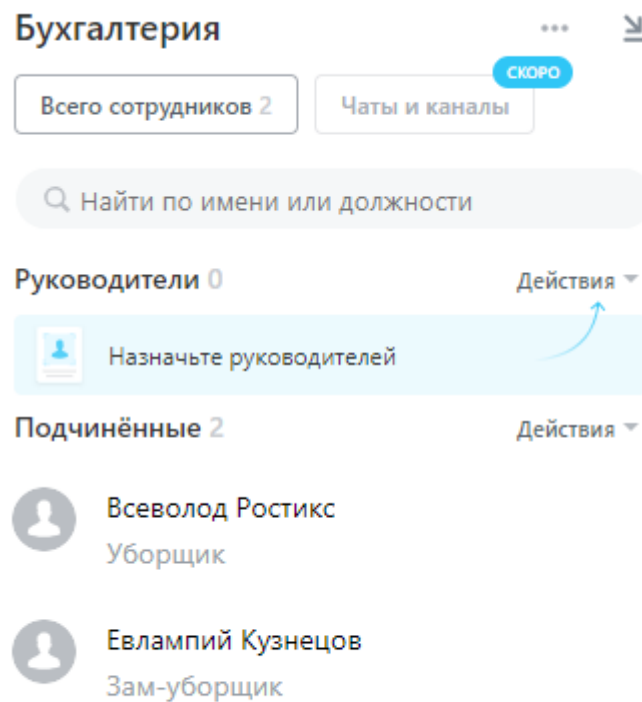 Бухгалтерия
СКОРО
Всего сотрудников 2 Чаты и каналы
Найти по имени или должности
Руководители 0 Действия
Назначьте руководителей
Подчинённые 2 Действия
Всеволод Ростикс
Уборщик
Евлампий Кузнецов
Зам-уборщик